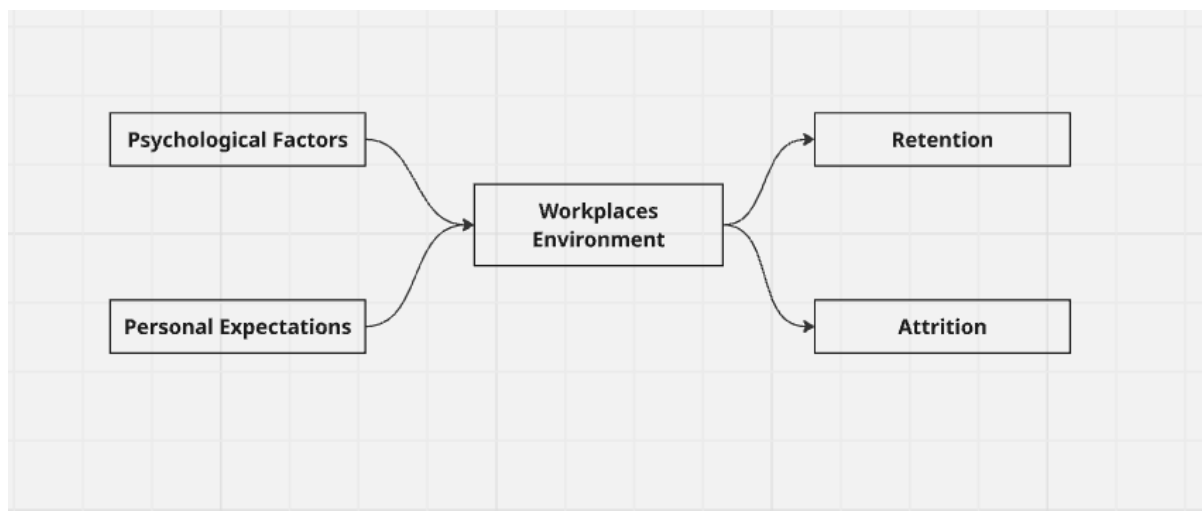 Psychological Factors
Personal Expectations
Workplaces
Environment
Retention
Attrition